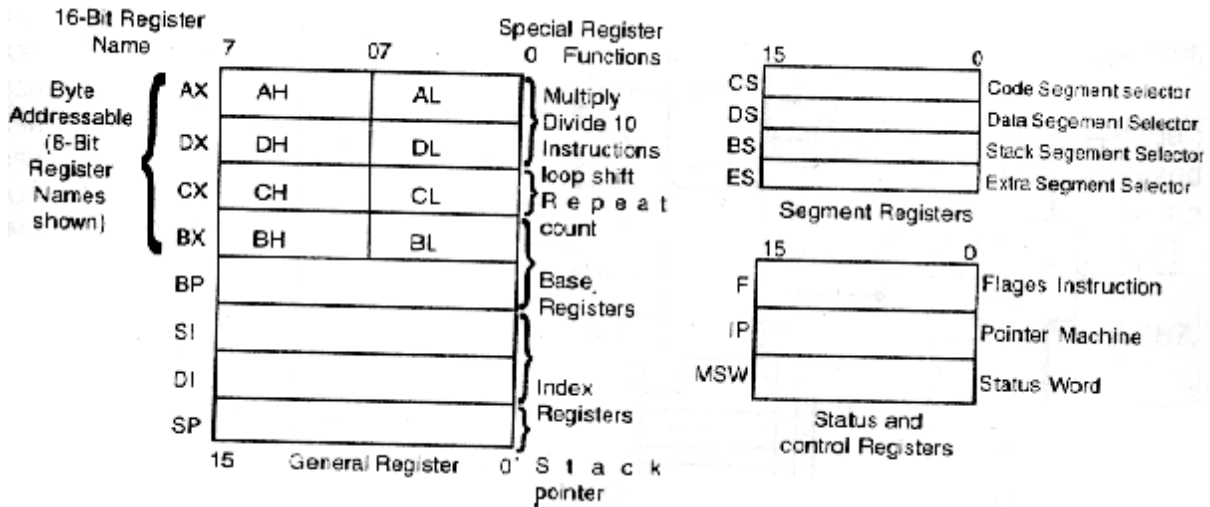 16-Bit Register
Name
7 07 0
Special Register
Functions
Byte
Addressable
(8-Bit
Register
Names
shown)
AX AH AL
DX DH DL
CX CH CL
BX BH BL
BP
SI
DI
SP
Multiply
Divide 10
Instructions
loop shift
Repeat
count
Base
Registers
Index
Registers
Stack
pointer
15 General Register 0
15 0
CS Code Segment selector
DS Data Segement Selector
BS Stack Segement Selector
ES Extra Segment Selector
Segment Registers
15 0
F Flages Instruction
IP Pointer Machine
MSW Status Word
Status and
control Registers